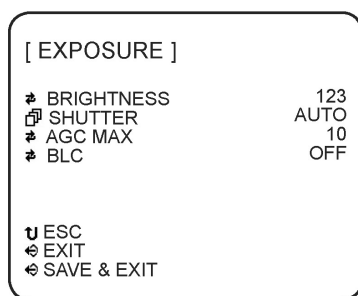 [ EXPOSURE ]
BRIGHTNESS 123
SHUTTER AUTO
AGC MAX 10
BLC OFF
ESC
EXIT
SAVE & EXIT